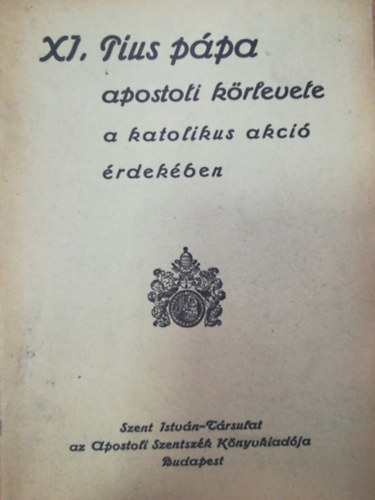 XI. Pius pápa
apostoli körlevele
a katolikus akció
érdekében
Szent István-Társulat
az Apostoli Szentszék Könyvkiadója
Budapest